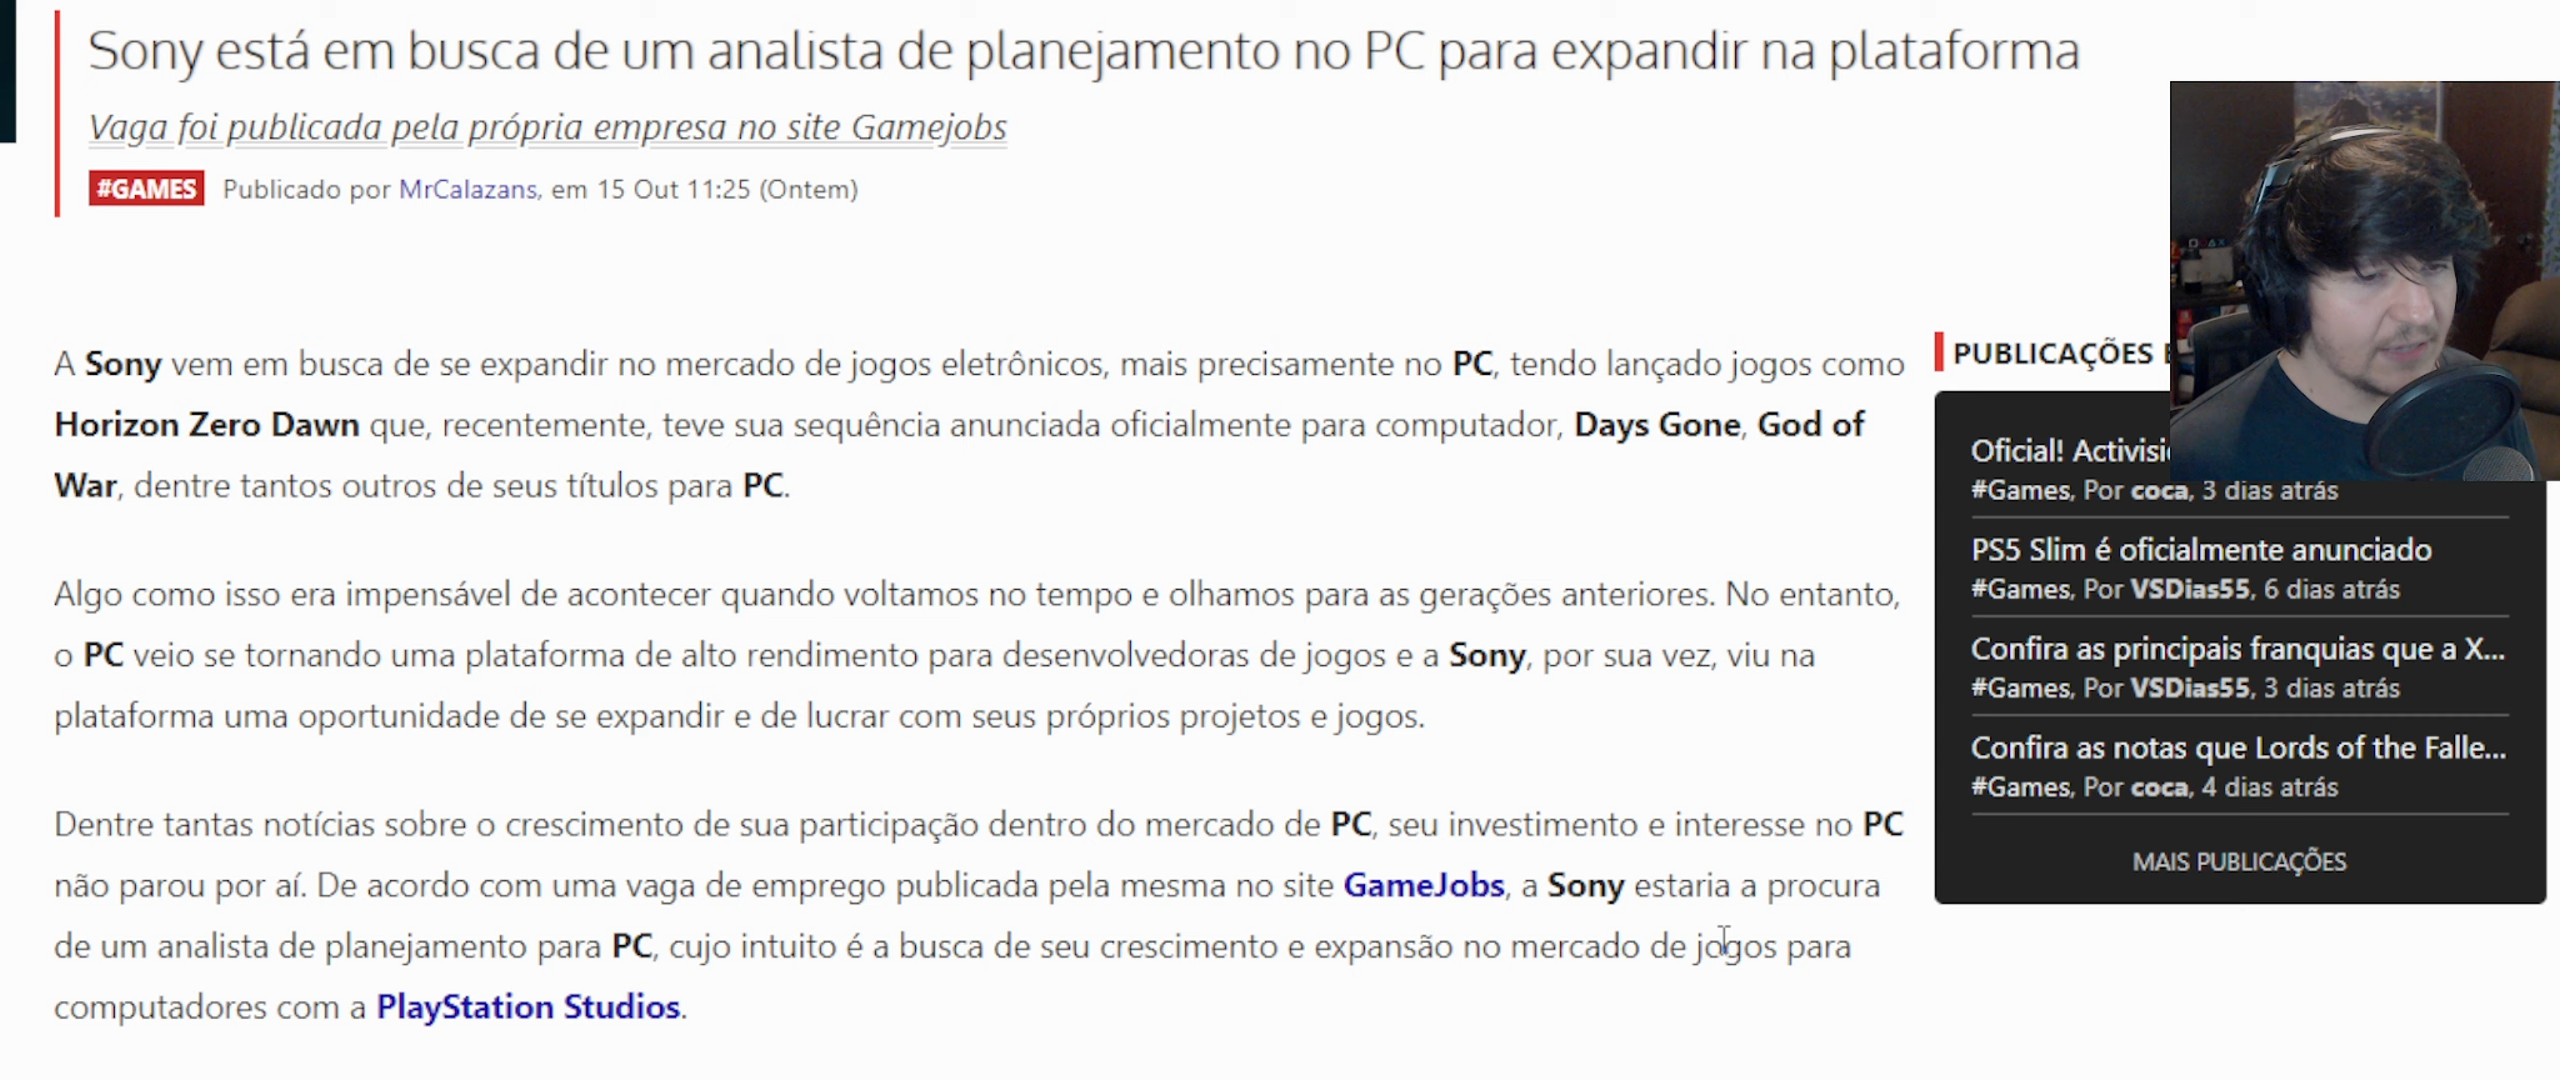 Sony está em busca de um analista de planejamento no PC para expandir na plataforma
Vaga foi publicada pela própria empresa no site Gamejobs
#GAMES Publicado por MrCalazans, em 15 Out 11:25 (Ontem)
A Sony vem em busca de se expandir no mercado de jogos eletrônicos, mais precisamente no PC, tendo lançado jogos como
Horizon Zero Dawn que, recentemente, teve sua sequência anunciada oficialmente para computador, Days Gone, God of
War, dentre tantos outros de seus títulos para PC.
Algo como isso era impensável de acontecer quando voltamos no tempo e olhamos para as gerações anteriores. No entanto,
o PC veio se tornando uma plataforma de alto rendimento para desenvolvedoras de jogos e a Sony, por sua vez, viu na
plataforma uma oportunidade de se expandir e de lucrar com seus próprios projetos e jogos.
Dentre tantas notícias sobre o crescimento de sua participação dentro do mercado de PC, seu investimento e interesse no PC
não parou por aí. De acordo com uma vaga de emprego publicada pela mesma no site GameJobs, a Sony estaria a procura
de um analista de planejamento para PC, cujo intuito é a busca de seu crescimento e expansão no mercado de jogos para
computadores com a PlayStation Studios.
PUBLICAÇÕES
Oficial!
#Games, Por coca, 3 dias atrás
PS5 Slim é oficialmente anunciado
#Games, Por VSDias55, 6 dias atrás
Confira as principais franquias que a X...
#Games, Por VSDias55, 3 dias atrás
Confira as notas que Lords of the Falle...
#Games, Por coca, 4 dias atrás
MAIS PUBLICAÇÕES